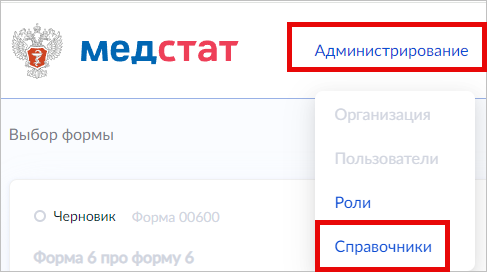 медстат
Администрирование
Организация
Выбор формы
Пользователи
Роли
Черновик Форма 00600
Справочники
Форма 6 про форму 6